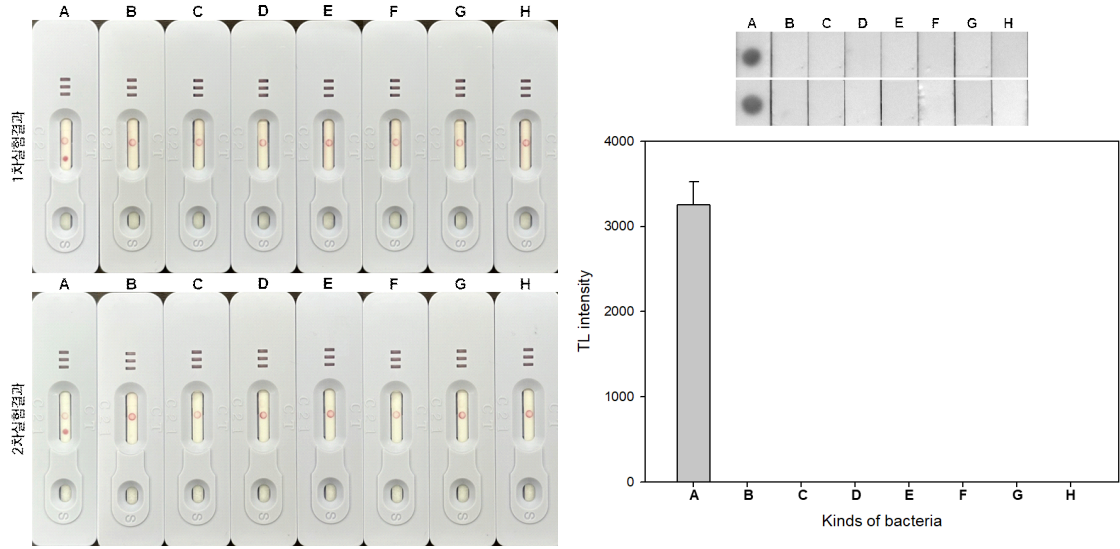 A B C D E F G H
1차실험결과
S S S S S S S S
A B C D E F G H
2차실험결과
S S S S S S S S
A B C D E F G H
4000
3000
2000
1000
0
TL intensity
A B C D E F G H
Kinds of bacteria